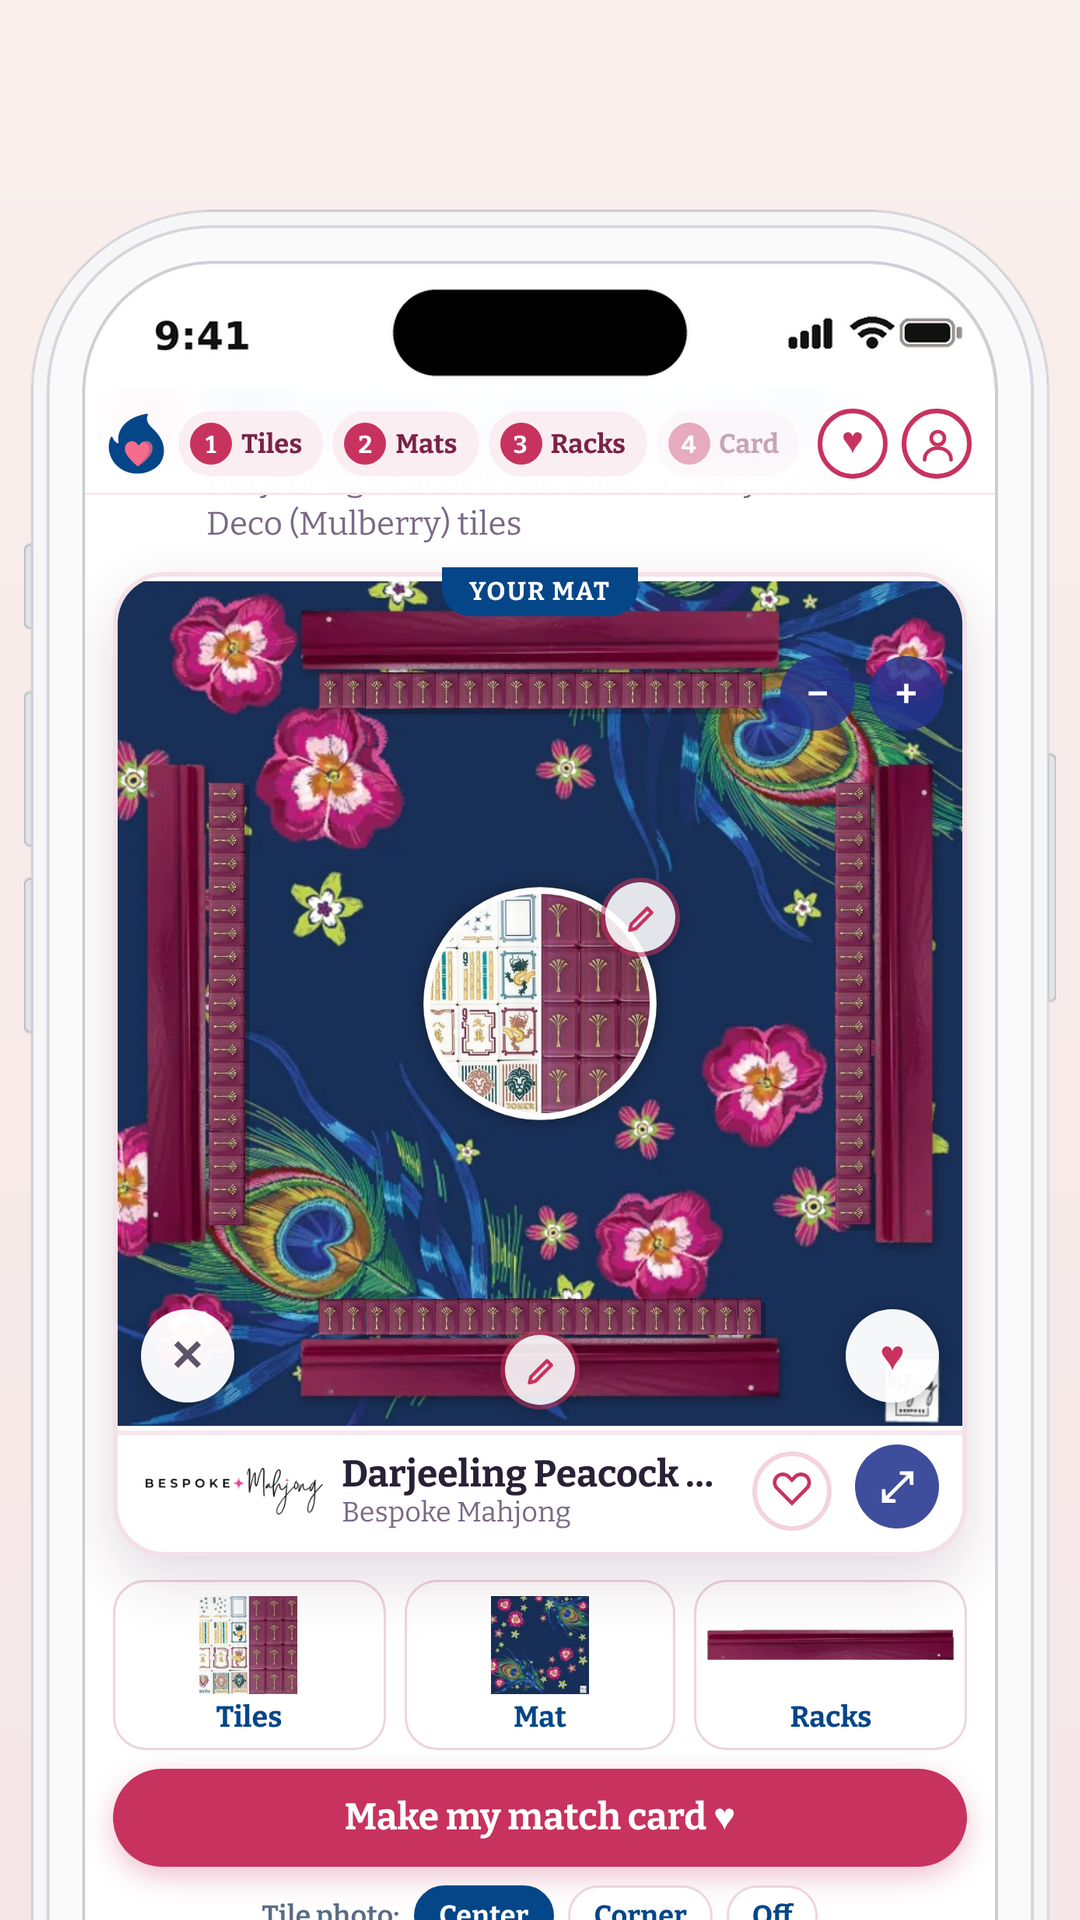 9:41
1 Tiles 2 Mats 3 Racks 4 Card
Deco (Mulberry) tiles
YOUR MAT
− +
JOKER
BESPOKE Mahjong
Darjeeling Peacock ...
Bespoke Mahjong
Tiles Mat Racks
Make my match card ♥
Tile photo: Center Corner Off